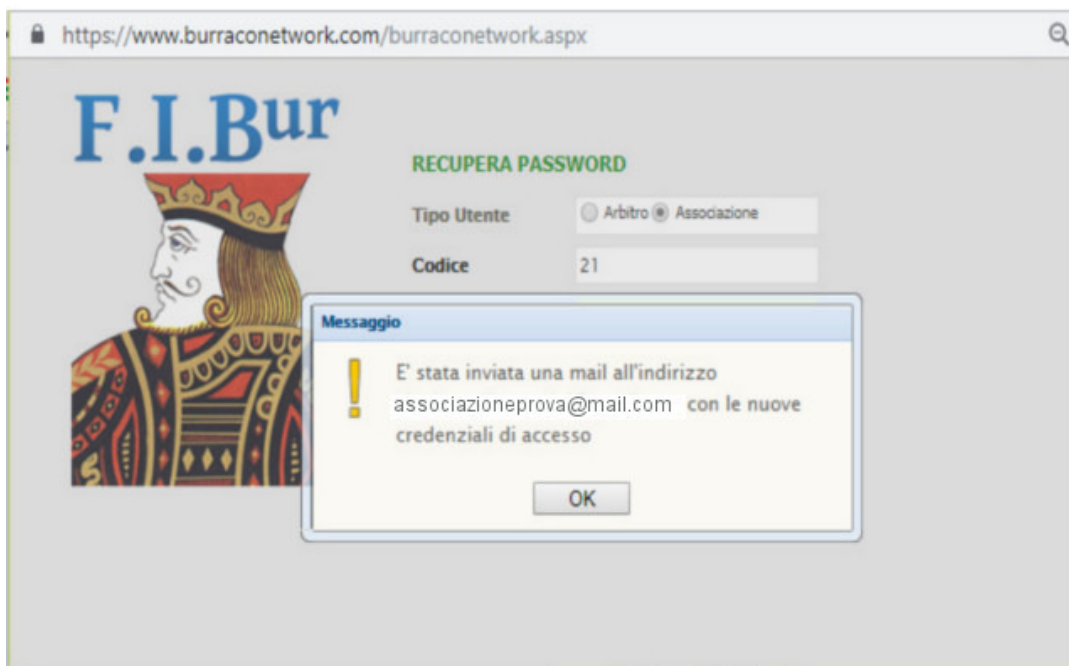 https://www.burraconetwork.com/burraconetwork.aspx
F.I.Bur
RECUPERA PASSWORD
Tipo Utente Arbitro Associazione
Codice 21
Messaggio
E' stata inviata una mail all'indirizzo
associazioneprova@mail.com con le nuove
credenziali di accesso
OK